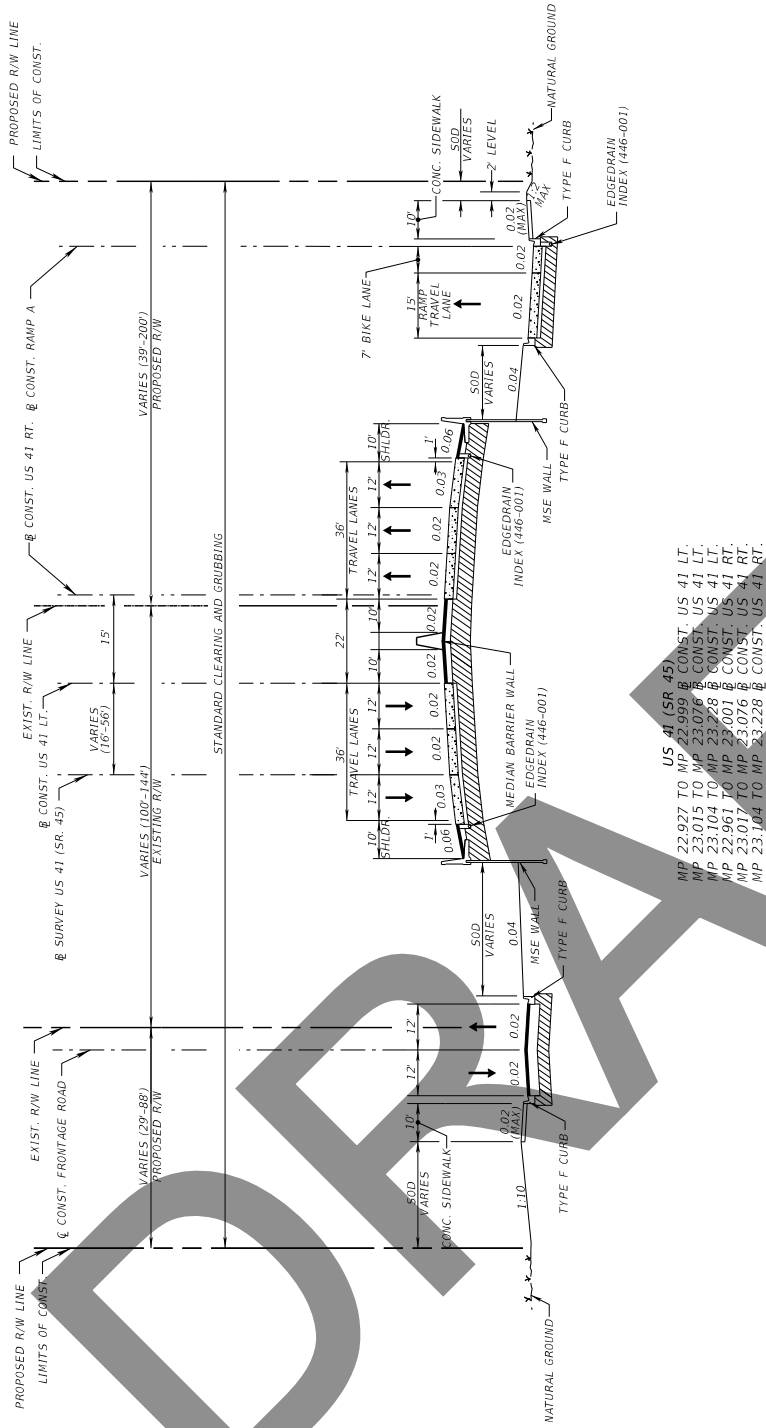 PROPOSED R/W LINE
LIMITS OF CONST.
℄ CONST. FRONTAGE ROAD
EXIST. R/W LINE
℄ SURVEY US 41 (SR. 45)
℄ CONST. US 41 LT.
EXIST. R/W LINE
℄ CONST. US 41 RT.
℄ CONST. RAMP A
PROPOSED R/W LINE
LIMITS OF CONST.
VARIES (29'-88')
PROPOSED R/W
VARIES (100'-144')
EXISTING R/W
VARIES
(16'-56')
15'
VARIES (39'-200')
PROPOSED R/W
STANDARD CLEARING AND GRUBBING
36'
TRAVEL LANES
22'
36'
TRAVEL LANES
10'
SHLDR.
1'
12'
12'
12'
10'
10'
12'
12'
12'
1'
10'
SHLDR.
7' BIKE LANE
15'
RAMP
TRAVEL
LANE
10'
CONC. SIDEWALK
SOD
VARIES
2' LEVEL
SOD
VARIES
10'
CONC. SIDEWALK
12'
12'
SOD
VARIES
SOD
VARIES
1:10
0.02
(MAX)
0.02
0.02
0.04
0.06
0.03
0.02
0.02
0.02
0.02
0.02
0.02
0.03
0.06
0.04
0.02
0.02
0.02
(MAX)
1:2
MAX
NATURAL GROUND
TYPE F CURB
TYPE F CURB
MSE WALL
EDGEDRAIN
INDEX (446-001)
MEDIAN BARRIER WALL
EDGEDRAIN
INDEX (446-001)
MSE WALL
TYPE F CURB
EDGEDRAIN
INDEX (446-001)
TYPE F CURB
NATURAL GROUND
US 41 (SR 45)
MP 22.927 TO MP 22.999 ℄ CONST. US 41 LT.
MP 23.015 TO MP 23.076 ℄ CONST. US 41 LT.
MP 23.104 TO MP 23.228 ℄ CONST. US 41 LT.
MP 22.961 TO MP 23.001 ℄ CONST. US 41 RT.
MP 23.017 TO MP 23.076 ℄ CONST. US 41 RT.
MP 23.104 TO MP 23.228 ℄ CONST. US 41 RT.
DRA